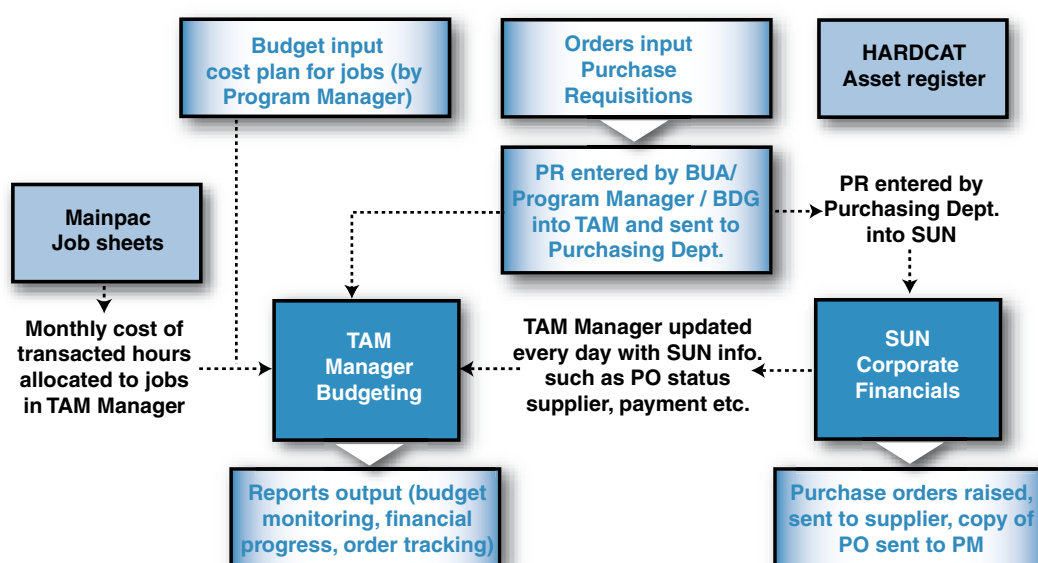 Budget input
cost plan for jobs (by
Program Manager)
Orders input
Purchase
Requisitions
HARDCAT
Asset register
Mainpac
Job sheets
PR entered by BUA/
Program Manager / BDG
into TAM and sent to
Purchasing Dept.
PR entered by
Purchasing Dept.
into SUN
Monthly cost of
transacted hours
allocated to jobs
in TAM Manager
TAM
Manager
Budgeting
TAM Manager updated
every day with SUN info.
such as PO status
supplier, payment etc.
SUN
Corporate
Financials
Reports output (budget
monitoring, financial
progress, order tracking)
Purchase orders raised,
sent to supplier, copy of
PO sent to PM